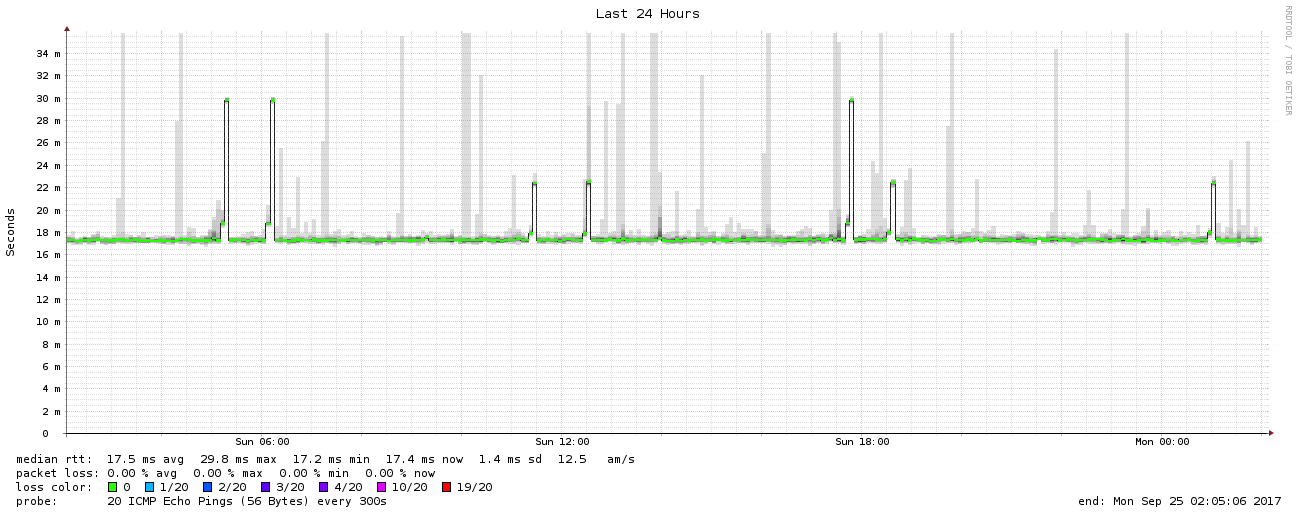 Last 24 Hours
RRDTOOL / TOBI OETIKER
Seconds
34 m
32 m
30 m
28 m
26 m
24 m
22 m
20 m
18 m
16 m
14 m
12 m
10 m
8 m
6 m
4 m
2 m
0
Sun 06:00 Sun 12:00 Sun 18:00 Mon 00:00
median rtt: 17.5 ms avg 29.8 ms max 17.2 ms min 17.4 ms now 1.4 ms sd 12.5 am/s
packet loss: 0.00 % avg 0.00 % max 0.00 % min 0.00 % now
loss color: 0 1/20 2/20 3/20 4/20 10/20 19/20
probe: 20 ICMP Echo Pings (56 Bytes) every 300s end: Mon Sep 25 02:05:06 2017